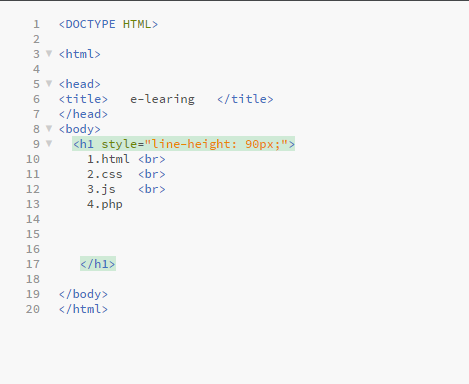 1 <DOCTYPE HTML>
2
3 <html>
4
5 <head>
6 <title>   e-learing   </title>
7 </head>
8 <body>
9   <h1 style="line-height: 90px;">
10     1.html <br>
11     2.css  <br>
12     3.js   <br>
13     4.php
14
15
16
17    </h1>
18
19 </body>
20 </html>